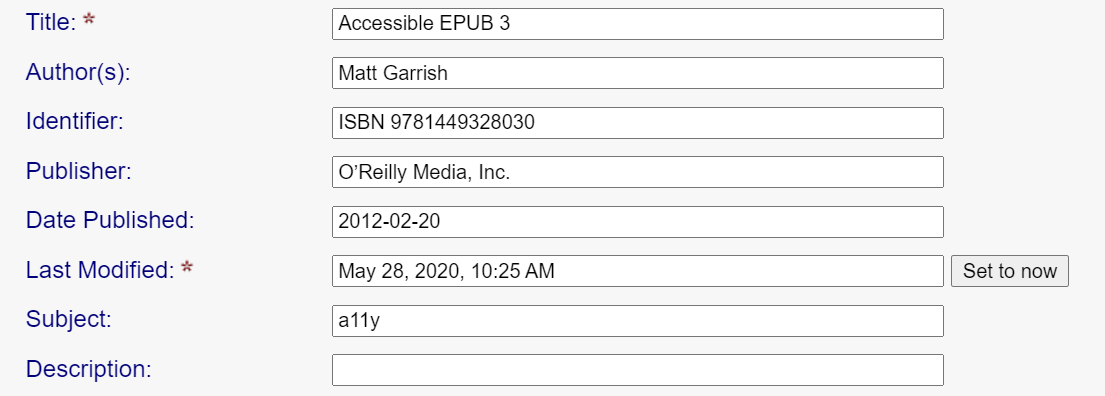 Title: * Accessible EPUB 3
Author(s): Matt Garrish
Identifier: ISBN 9781449328030
Publisher: O’Reilly Media, Inc.
Date Published: 2012-02-20
Last Modified: * May 28, 2020, 10:25 AM Set to now
Subject: a11y
Description: